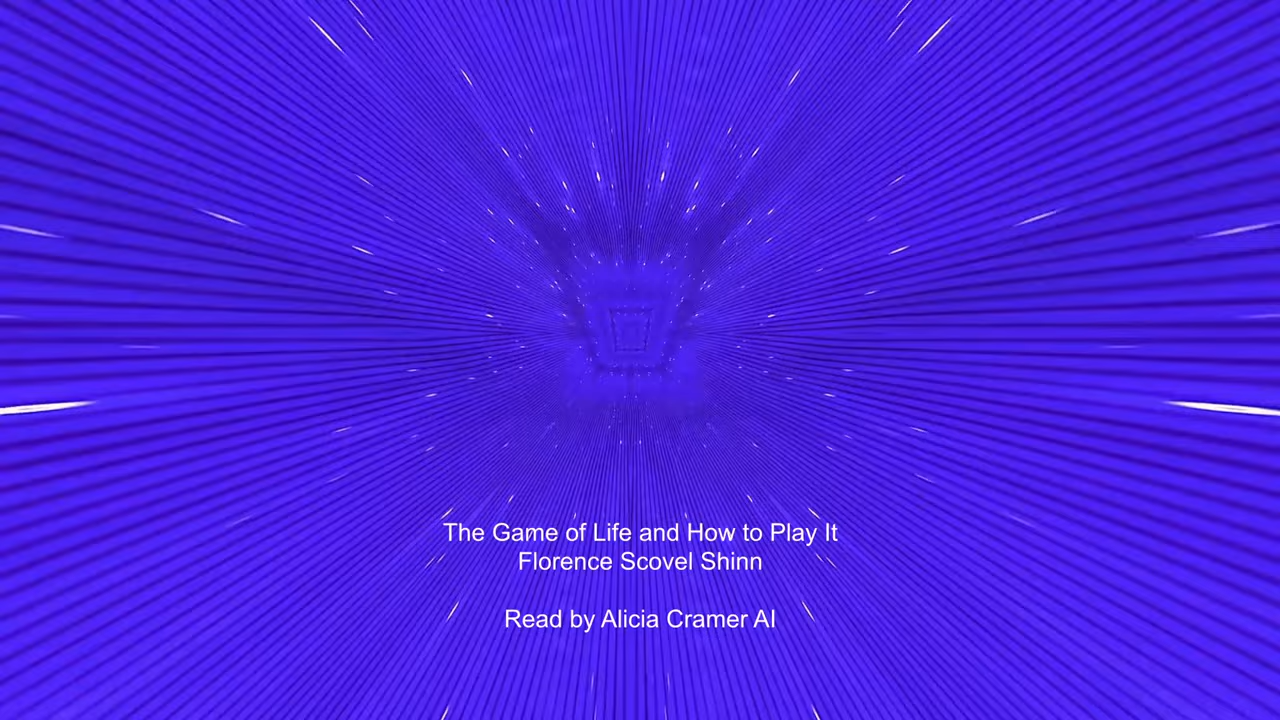 The Game of Life and How to Play It
Florence Scovel Shinn
Read by Alicia Cramer AI